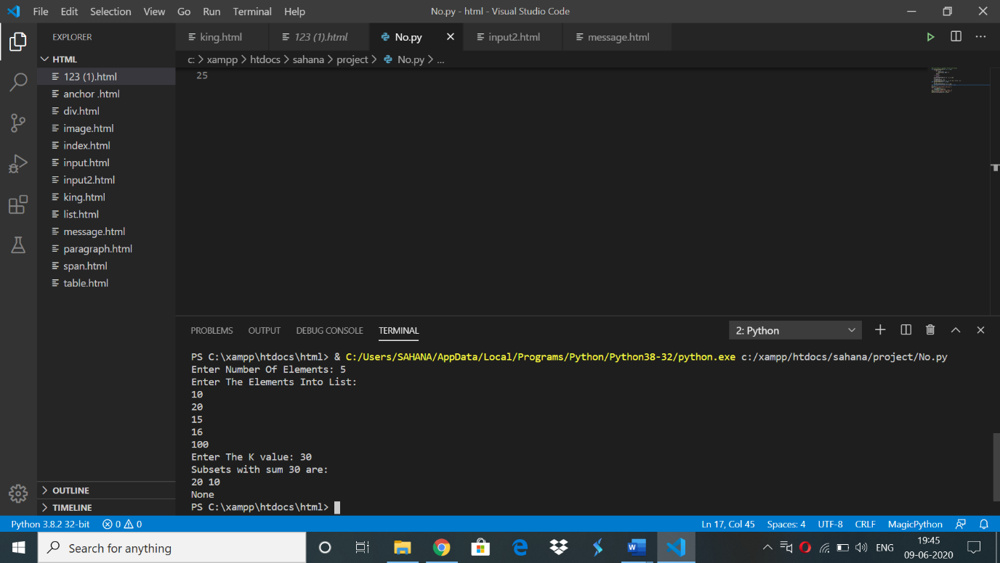 File Edit Selection View Go Run Terminal Help
No.py - html - Visual Studio Code
EXPLORER
HTML
123 (1).html
anchor .html
div.html
image.html
index.html
input.html
input2.html
king.html
list.html
message.html
paragraph.html
span.html
table.html
OUTLINE
TIMELINE
king.html 123 (1).html No.py input2.html message.html
c: > xampp > htdocs > sahana > project > No.py > ...
25
PROBLEMS OUTPUT DEBUG CONSOLE TERMINAL
2: Python
PS C:\xampp\htdocs\html> & C:/Users/SAHANA/AppData/Local/Programs/Python/Python38-32/python.exe c:/xampp/htdocs/sahana/project/No.py
Enter Number Of Elements: 5
Enter The Elements Into List:
10
20
15
16
100
Enter The K value: 30
Subsets with sum 30 are:
20 10
None
PS C:\xampp\htdocs\html>
Python 3.8.2 32-bit 0 0 Ln 17, Col 45 Spaces: 4 UTF-8 CRLF MagicPython
Search for anything
ENG
19:45
09-06-2020